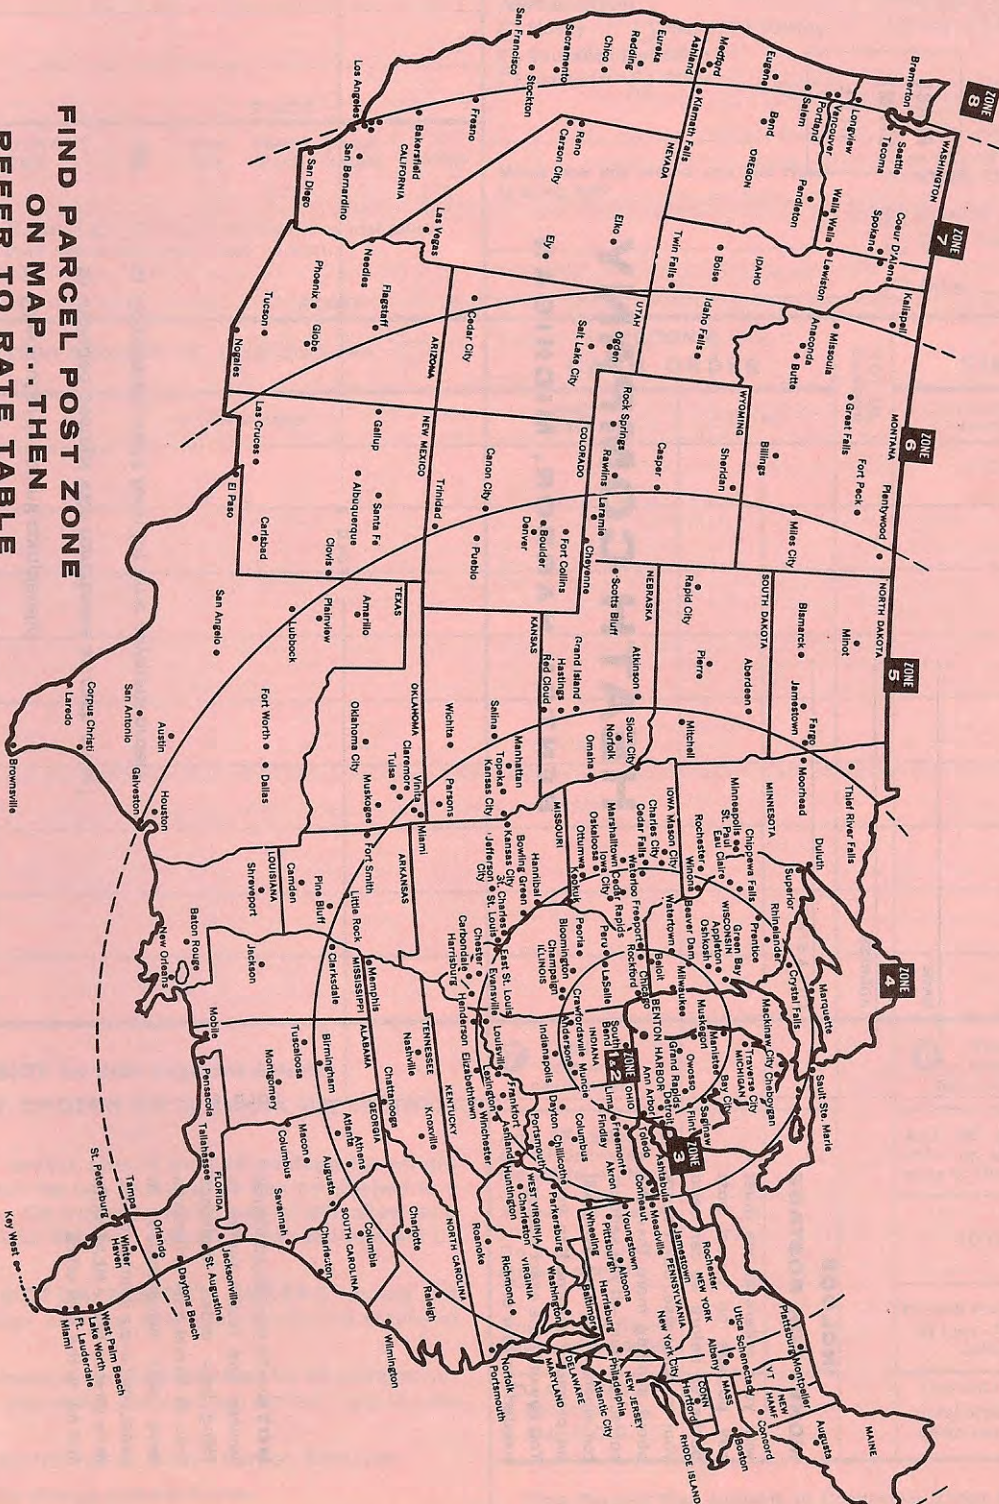 FIND PARCEL POST ZONE
ON MAP...THEN
REFER TO RATE TABLE
ZONE
8
ZONE
7
ZONE
6
ZONE
5
ZONE
4
ZONE
3
ZONE
1&2
WASHINGTON
Bremerton
Seattle
Tacoma
Spokane
Coeur D'Alene
Longview
Vancouver
Portland
Salem
Walla Walla
Pendleton
Lewiston
Eugene
Bend
OREGON
Medford
Ashland
Klamath Falls
Eureka
Redding
Chico
Sacramento
San Francisco
Stockton
Fresno
Bakersfield
CALIFORNIA
Los Angeles
San Bernardino
San Diego
Needles
NEVADA
Reno
Carson City
Elko
Ely
Las Vegas
IDAHO
Boise
Twin Falls
Idaho Falls
UTAH
Ogden
Salt Lake City
Cedar City
ARIZONA
Flagstaff
Phoenix
Globe
Tucson
Nogales
MONTANA
Kalispell
Missoula
Anaconda
Butte
Great Falls
Fort Peck
Plentywood
Billings
Miles City
WYOMING
Sheridan
Casper
Rock Springs
Rawlins
Laramie
Cheyenne
COLORADO
Fort Collins
Boulder
Denver
Canon City
Pueblo
Trinidad
NEW MEXICO
Gallup
Santa Fe
Albuquerque
Clovis
Las Cruces
Carlsbad
El Paso
NORTH DAKOTA
Minot
Bismarck
Jamestown
Fargo
SOUTH DAKOTA
Aberdeen
Rapid City
Pierre
Mitchell
NEBRASKA
Scotts Bluff
Atkinson
Norfolk
Omaha
Grand Island
Hastings
Red Cloud
KANSAS
Salina
Manhattan
Topeka
Kansas City
Wichita
Parsons
OKLAHOMA
Vinita
Miami
Claremore
Tulsa
Muskogee
Oklahoma City
TEXAS
Amarillo
Plainview
Lubbock
San Angelo
Fort Worth
Dallas
Austin
San Antonio
Houston
Galveston
Corpus Christi
Laredo
Brownsville
MINNESOTA
Thief River Falls
Moorhead
Duluth
Minneapolis
St. Paul
Rochester
Winona
IOWA
Mason City
Sioux City
Charles City
Cedar Falls
Waterloo
Marshalltown
Cedar Rapids
Iowa City
Oskaloosa
Ottumwa
Keokuk
MISSOURI
Hannibal
Bowling Green
Kansas City
St. Charles
St. Louis
Jefferson
City
ARKANSAS
Fort Smith
Little Rock
Pine Bluff
Camden
LOUISIANA
Shreveport
Baton Rouge
New Orleans
WISCONSIN
Superior
Chippewa Falls
Eau Claire
Rhinelander
Prentice
Green Bay
Appleton
Oshkosh
Beaver Dam
Watertown
Milwaukee
Beloit
ILLINOIS
Freeport
Rockford
Chicago
LaSalle
Peru
Peoria
Bloomington
Champaign
East St. Louis
Chester
Carbondale
Harrisburg
MICHIGAN
Marquette
Crystal Falls
Sault Ste. Marie
Mackinaw City
Cheboygan
Traverse City
Manistee
Muskegon
Bay City
Saginaw
Owosso
Flint
Grand Rapids
Detroit
BENTON HARBOR
Ann Arbor
INDIANA
South
Bend
Crawfordsville
Muncie
Anderson
Indianapolis
Evansville
OHIO
Toledo
Fremont
Lima
Findlay
Akron
Ashtabula
Conneaut
Youngstown
Columbus
Dayton
Chillicothe
Portsmouth
KENTUCKY
Henderson
Louisville
Elizabethtown
Lexington
Frankfort
Winchester
Ashland
TENNESSEE
Memphis
Nashville
Knoxville
Chattanooga
MISSISSIPPI
Clarksdale
Jackson
ALABAMA
Birmingham
Tuscaloosa
Montgomery
Mobile
GEORGIA
Athens
Atlanta
Augusta
Macon
Columbus
Savannah
FLORIDA
Pensacola
Tallahassee
Jacksonville
St. Augustine
Daytona Beach
Orlando
Winter
Haven
Tampa
St. Petersburg
West Palm Beach
Lake Worth
Ft. Lauderdale
Miami
Key West
SOUTH CAROLINA
Columbia
Charleston
NORTH CAROLINA
Charlotte
Raleigh
Wilmington
VIRGINIA
Roanoke
Richmond
Norfolk
Portsmouth
WEST VIRGINIA
Huntington
Charleston
Parkersburg
Wheeling
Washington
MARYLAND
Baltimore
DELAWARE
NEW JERSEY
Atlantic City
PENNSYLVANIA
Meadville
Pittsburgh
Altoona
Harrisburg
Philadelphia
NEW YORK
Jamestown
Rochester
Utica
Schenectady
Albany
Plattsburg
New York City
CONN
Hartford
RHODE ISLAND
MASS
Boston
VT
Montpelier
NEW
HAMP
Concord
MAINE
Augusta